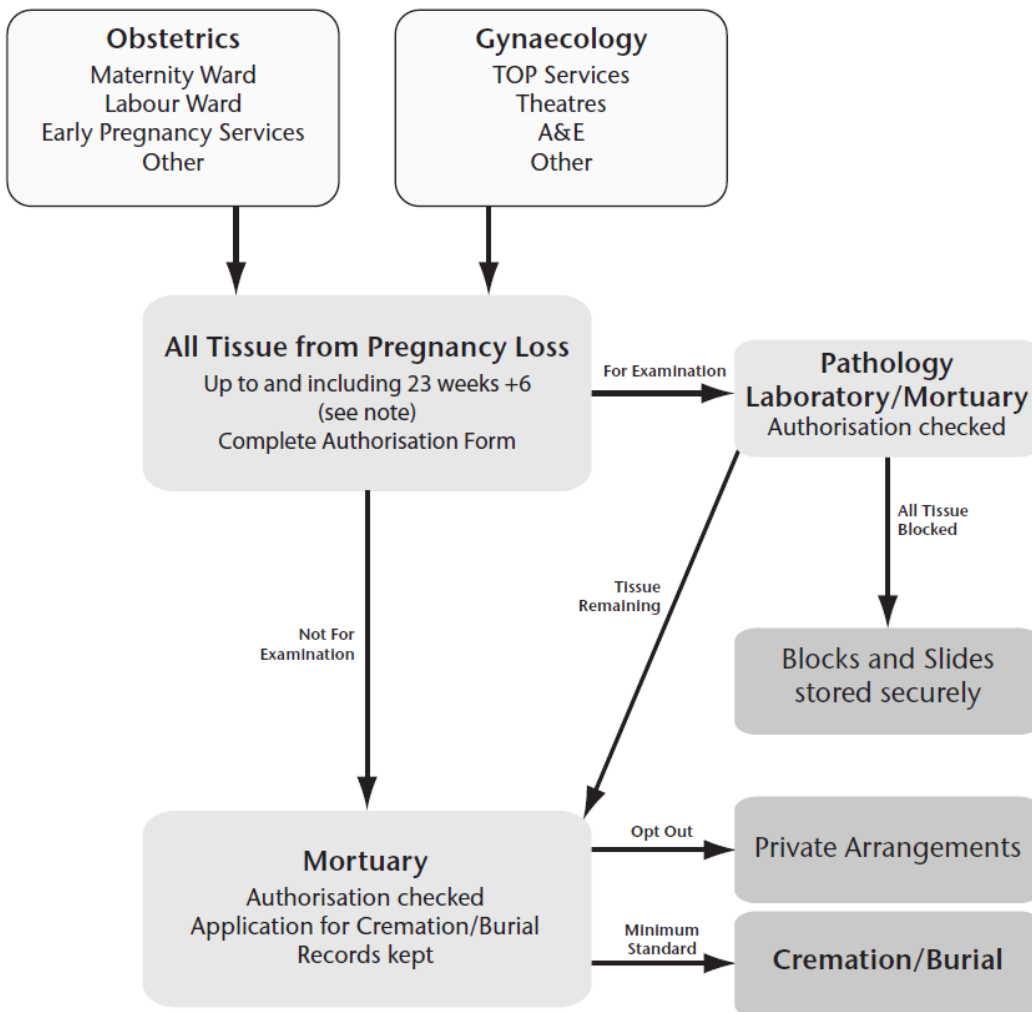 Obstetrics
Maternity Ward
Labour Ward
Early Pregnancy Services
Other
Gynaecology
TOP Services
Theatres
A&E
Other
All Tissue from Pregnancy Loss
Up to and including 23 weeks +6
(see note)
Complete Authorisation Form
For Examination
Pathology
Laboratory/Mortuary
Authorisation checked
All Tissue
Blocked
Tissue
Remaining
Not For
Examination
Blocks and Slides
stored securely
Mortuary
Authorisation checked
Application for Cremation/Burial
Records kept
Opt Out
Private Arrangements
Minimum
Standard
Cremation/Burial